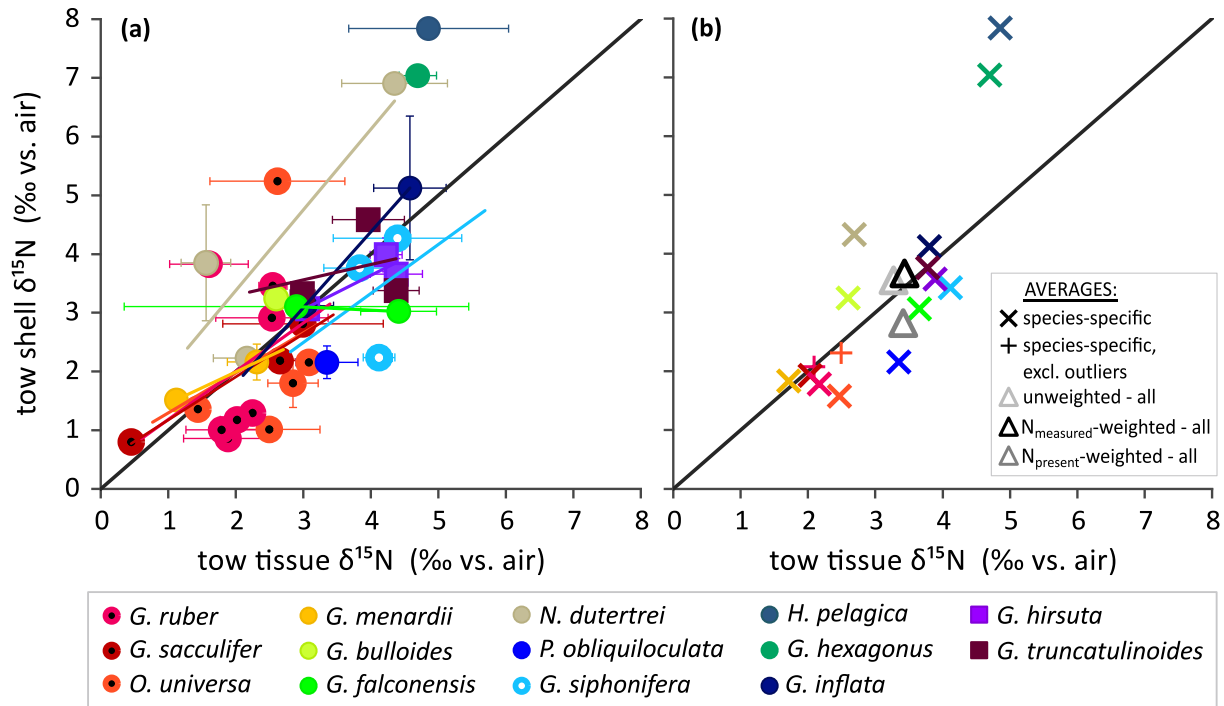 (a)
8
7
6
5
4
3
2
1
0
tow shell δ¹⁵N (‰ vs. air)
0 1 2 3 4 5 6 7 8
tow tissue δ¹⁵N (‰ vs. air)
(b)
AVERAGES:
species-specific
species-specific,
excl. outliers
unweighted - all
Nmeasured-weighted - all
Npresent-weighted - all
0 1 2 3 4 5 6 7 8
tow tissue δ¹⁵N (‰ vs. air)
G. ruber G. menardii N. dutertrei H. pelagica G. hirsuta
G. sacculifer G. bulloides P. obliquiloculata G. hexagonus G. truncatulinoides
O. universa G. falconensis G. siphonifera G. inflata